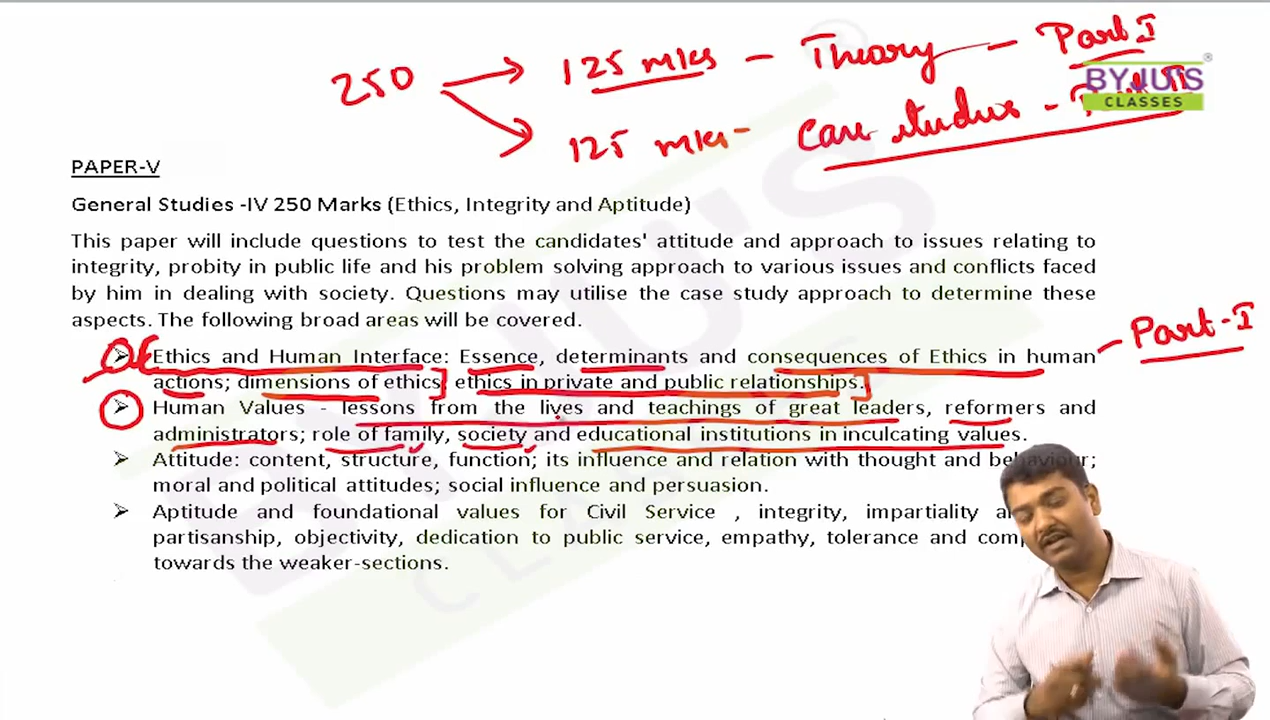 250 → 125 mks - Theory - Part I
BYJU'S
CLASSES
125 mks - Case studies -
PAPER-V
General Studies -IV 250 Marks (Ethics, Integrity and Aptitude)
This paper will include questions to test the candidates' attitude and approach to issues relating to
integrity, probity in public life and his problem solving approach to various issues and conflicts faced
by him in dealing with society. Questions may utilise the case study approach to determine these
aspects. The following broad areas will be covered.
Part-I
Ethics and Human Interface: Essence, determinants and consequences of Ethics in human
actions; dimensions of ethics; ethics in private and public relationships.
Human Values - lessons from the lives and teachings of great leaders, reformers and
administrators; role of family, society and educational institutions in inculcating values.
Attitude: content, structure, function; its influence and relation with thought and behaviour;
moral and political attitudes; social influence and persuasion.
Aptitude and foundational values for Civil Service , integrity, impartiality
partisanship, objectivity, dedication to public service, empathy, tolerance and
towards the weaker-sections.